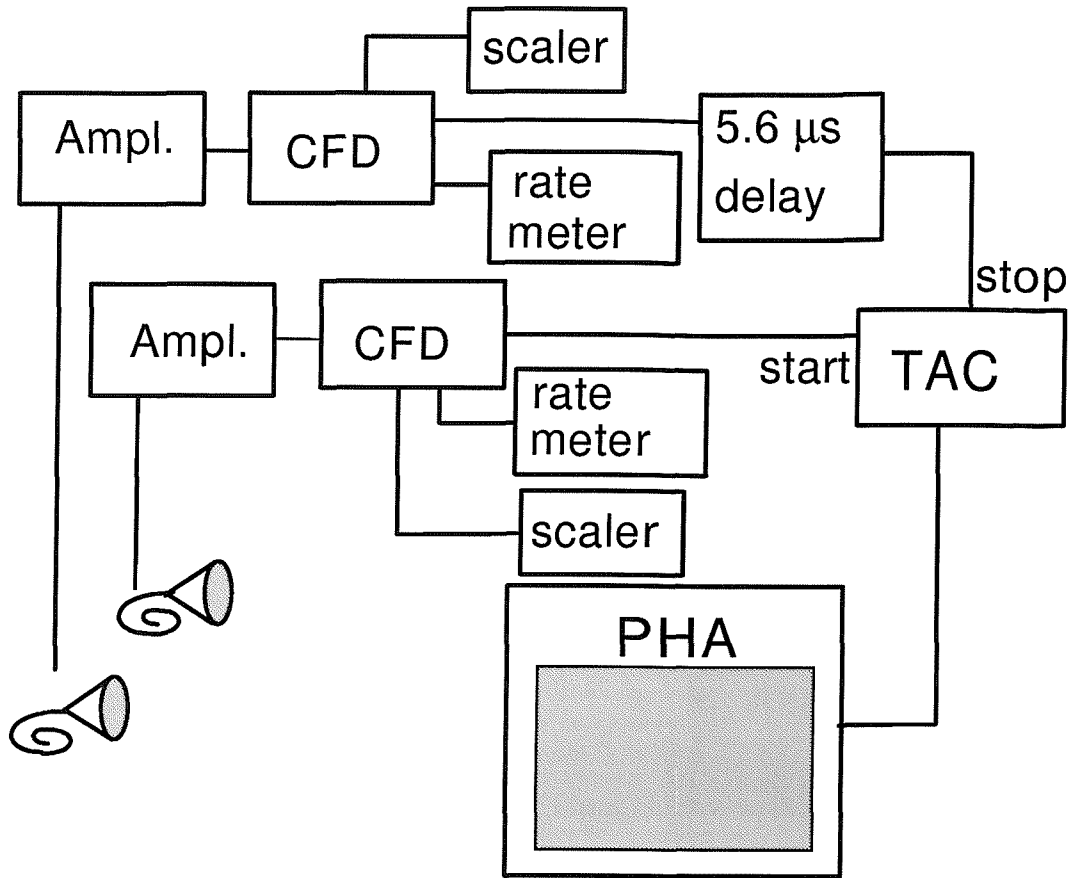 scaler
Ampl.
CFD
5.6 μs
delay
rate
meter
stop
Ampl.
CFD
start
TAC
rate
meter
scaler
PHA